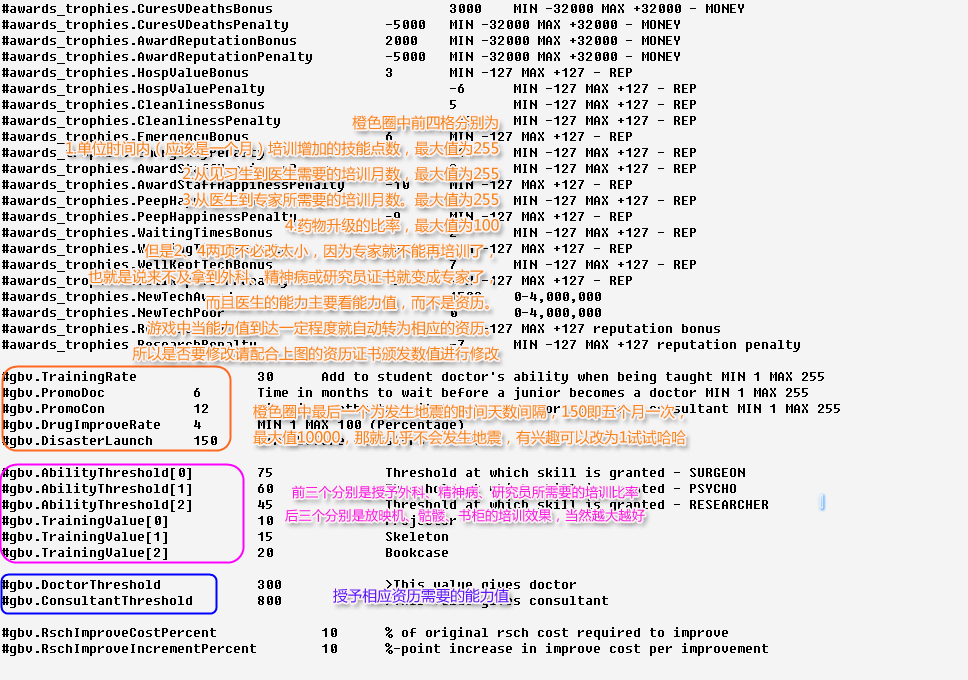 #awards_trophies.CuresVDeathsBonus 3000 MIN -32000 MAX +32000 - MONEY
#awards_trophies.CuresVDeathsPenalty -5000 MIN -32000 MAX +32000 - MONEY
#awards_trophies.AwardReputationBonus 2000 MIN -32000 MAX +32000 - MONEY
#awards_trophies.AwardReputationPenalty -5000 MIN -32000 MAX +32000 - MONEY
#awards_trophies.HospValueBonus 3 MIN -127 MAX +127 - REP
#awards_trophies.HospValuePenalty -6 MIN -127 MAX +127 - REP
#awards_trophies.CleanlinessBonus 5 MIN -127 MAX +127 - REP
#awards_trophies.CleanlinessPenalty MIN -127 MAX +127 - REP
橙色圈中前四格分别为
#awards_trophies.EmergencyBonus 6 MIN -127 MAX +127 - REP
1.单位时间内（应该是一个月）培训增加的技能点数，最大值为255
#awards_trophies. MAX +127 - REP
#awards_trophies. MIN -127 MAX +127 - REP
2.从见习生到医生需要的培训月数，最大值为255
#awards_trophies.AwardStaffHappinessPenalty -10 MIN -127 MAX +127 - REP
3.从医生到专家所需要的培训月数。最大值为255
#awards_trophies. MIN -127 MAX +127 - REP
#awards_trophies.PeepHappinessPenalty -9 MIN -127 MAX +127 - REP
4.药物升级的比率，最大值为100
#awards_trophies.WaitingTimesBonus MIN -127 MAX +127 - REP
但是2、4两项不必改太小，因为专家就不能再培训了，
#awards_trophies. MAX +127 - REP
#awards_trophies.WellKeptTechBonus 7 MIN -127 MAX +127 - REP
也就是说来不及拿到外科、精神病或研究员证书就变成专家了
#awards_trophies. MAX +127 - REP
#awards_trophies. 0-4,000,000
而且医生的能力主要看能力值，而不是资历。
#awards_trophies.NewTechPoor 0 0-4,000,000
游戏中当能力值到达一定程度就自动转为相应的资历.
#awards_trophies. MAX +127 reputation bonus
#awards_trophies.ResearchPenalty MAX +127 reputation penalty
所以是否要修改请配合上图的资历证书颁发数值进行修改
#gbv.TrainingRate 30 Add to student doctor's ability when being taught MIN 1 MAX 255
#gbv.PromoDoc 6 Time in months to wait before a junior becomes a doctor MIN 1 MAX 255
#gbv.PromoCon 12 consultant MIN 1 MAX 255
橙色圈中最后一个为发生地震的时间天数间隔，150即五个月一次，
#gbv.DrugImproveRate 4 MIN 1 MAX 100 (Percentage)
#gbv.DisasterLaunch 150
最大值10000，那就几乎不会发生地震，有兴趣可以改为1试试哈哈
#gbv.AbilityThreshold[0] 75 Threshold at which skill is granted - SURGEON
#gbv.AbilityThreshold[1] 60 granted - PSYCHO
前三个分别是授予外科、精神病、研究员所需要的培训比率
#gbv.AbilityThreshold[2] 45 Threshold at which skill is granted - RESEARCHER
#gbv.TrainingValue[0] 10 Projector
后三个分别是放映机、骷髅、书柜的培训效果，当然越大越好
#gbv.TrainingValue[1] 15 Skeleton
#gbv.TrainingValue[2] 20 Bookcase
#gbv.DoctorThreshold 300 >This value gives doctor
#gbv.ConsultantThreshold 800 gives consultant
授予相应资历需要的能力值
#gbv.RschImproveCostPercent 10 % of original rsch cost required to improve
#gbv.RschImproveIncrementPercent 10 %-point increase in improve cost per improvement